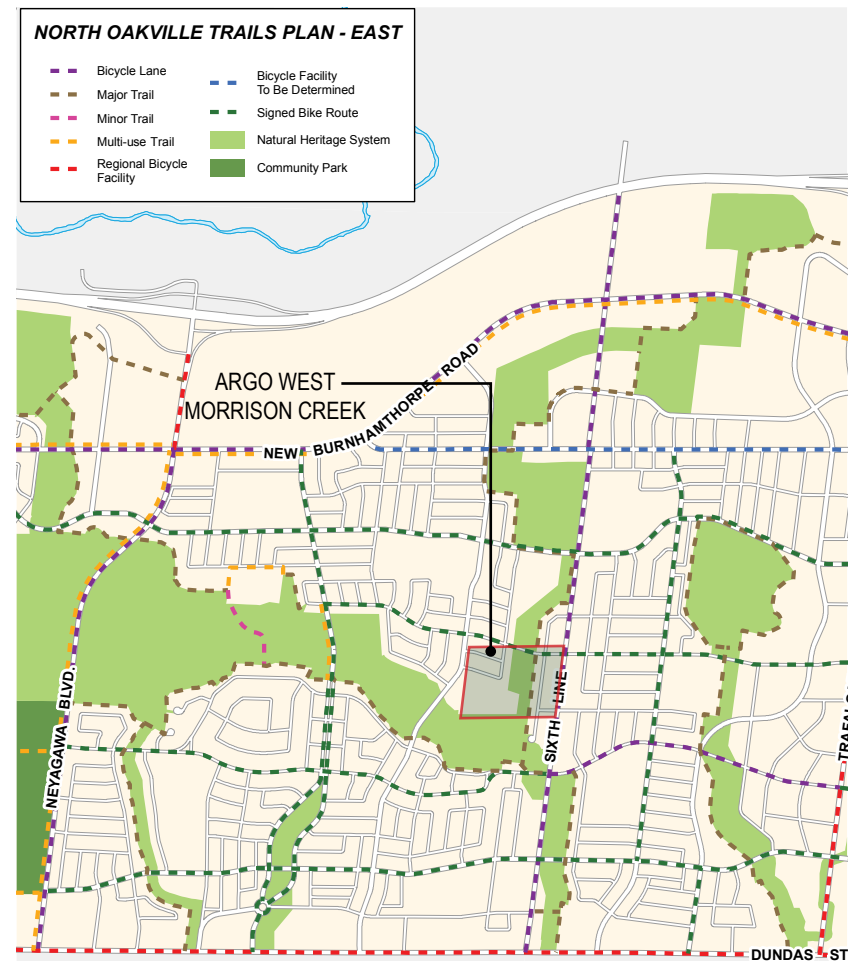 NORTH OAKVILLE TRAILS PLAN - EAST
Bicycle Lane
Major Trail
Minor Trail
Multi-use Trail
Regional Bicycle
Facility
Bicycle Facility
To Be Determined
Signed Bike Route
Natural Heritage System
Community Park
ARGO WEST
MORRISON CREEK
NEW BURNHAMTHORPE ROAD
NEYAGAWA BLVD.
SIXTH LINE
DUNDAS ST